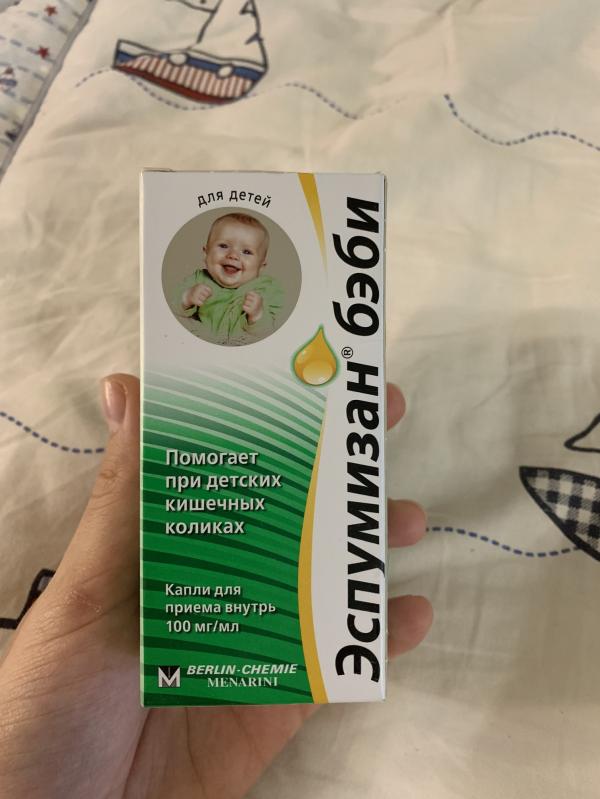 для детей
Эспумизан® бэби
Помогает
при детских
кишечных
коликах
Капли для
приема внутрь
100 мг/мл
BERLIN-CHEMIE
MENARINI